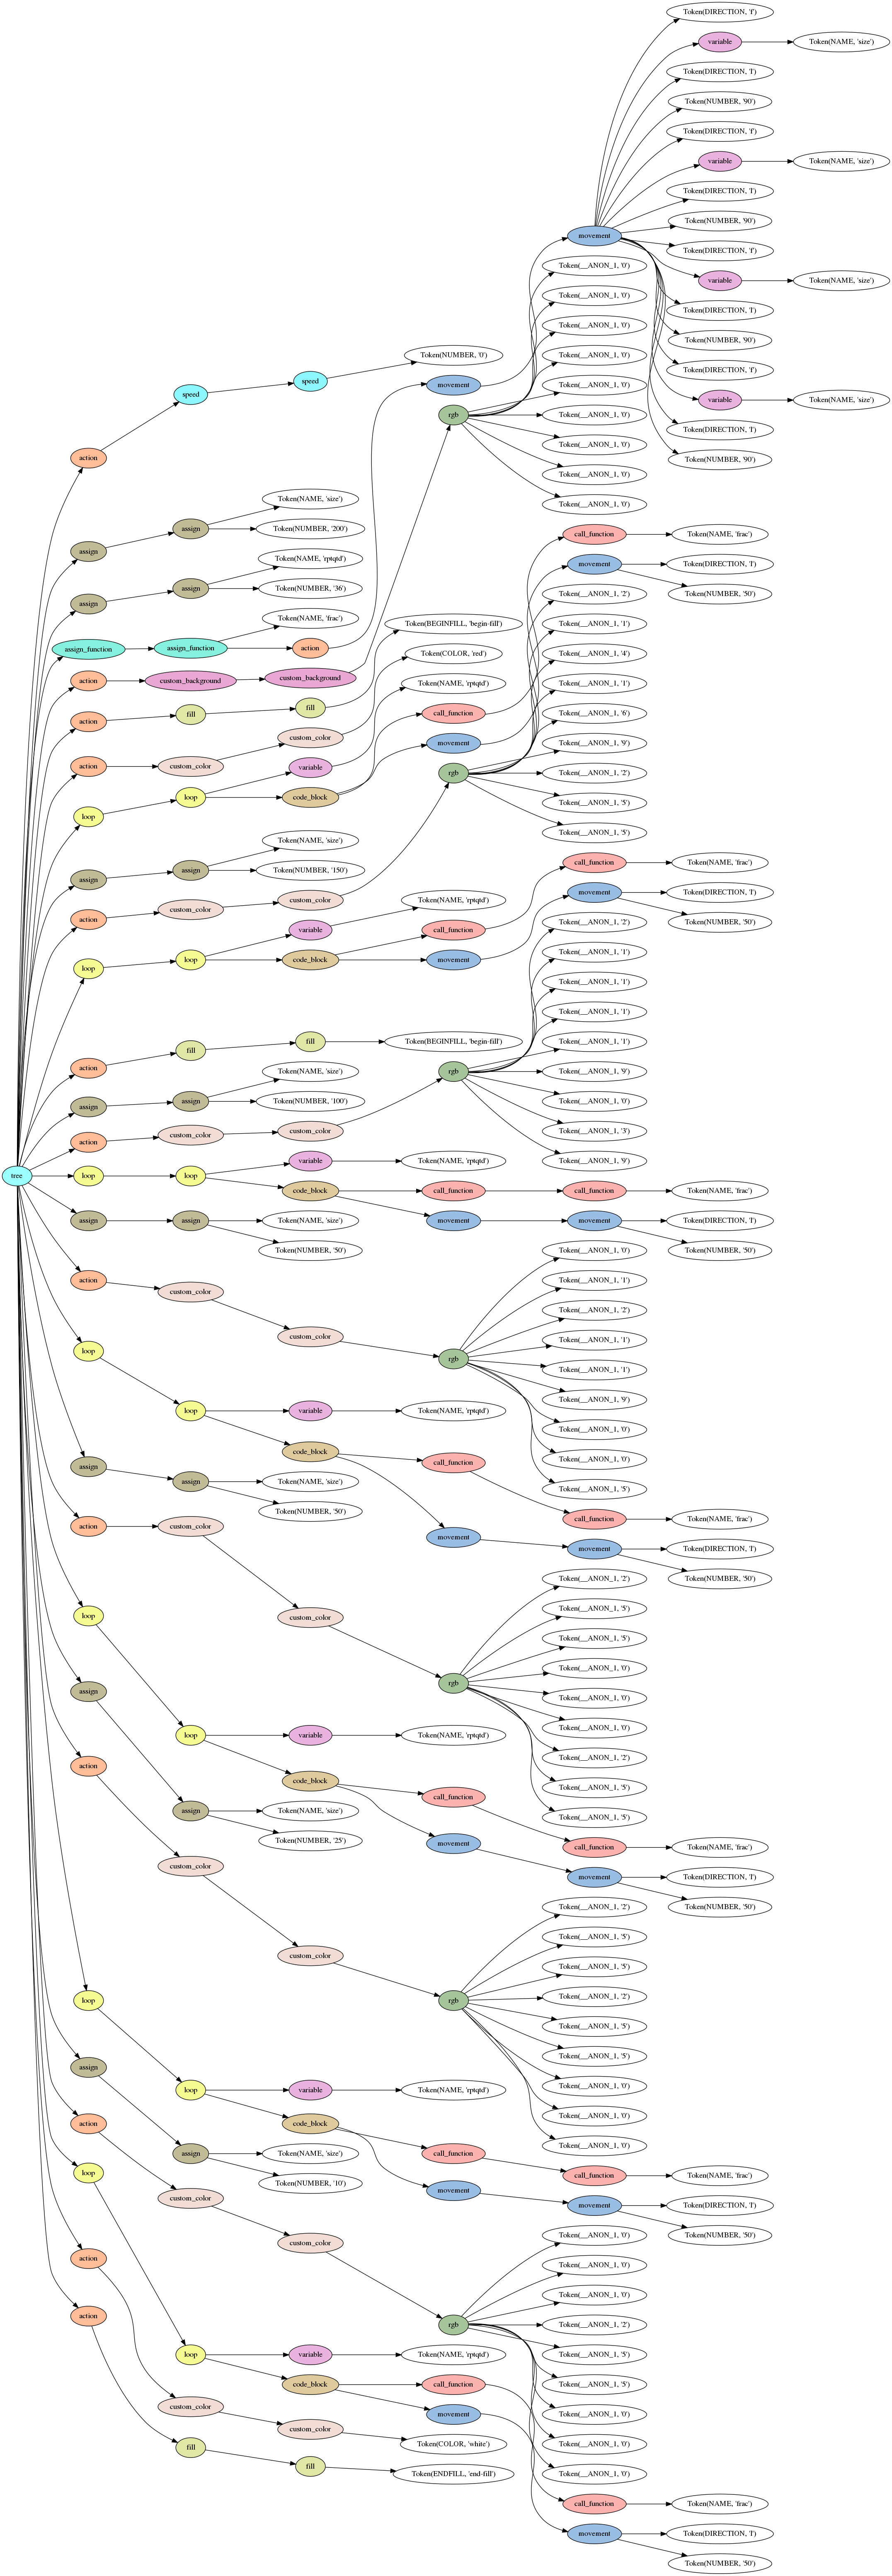 Token(DIRECTION, 'f')
variable
Token(NAME, 'size')
Token(DIRECTION, 'l')
Token(NUMBER, '90')
Token(DIRECTION, 'f')
variable
Token(NAME, 'size')
Token(DIRECTION, 'l')
Token(NUMBER, '90')
movement
Token(DIRECTION, 'f')
Token(__ANON_1, '0')
variable
Token(NAME, 'size')
Token(__ANON_1, '0')
Token(DIRECTION, 'l')
Token(__ANON_1, '0')
Token(NUMBER, '90')
Token(NUMBER, '0')
Token(__ANON_1, '0')
Token(DIRECTION, 'f')
speed
speed
movement
Token(__ANON_1, '0')
variable
Token(NAME, 'size')
rgb
Token(__ANON_1, '0')
Token(DIRECTION, 'l')
Token(__ANON_1, '0')
action
Token(NUMBER, '90')
Token(__ANON_1, '0')
Token(NAME, 'size')
Token(__ANON_1, '0')
assign
Token(NUMBER, '200')
call_function
Token(NAME, 'frac')
assign
Token(NAME, 'rptqtd')
movement
Token(DIRECTION, 'l')
assign
assign
Token(NUMBER, '36')
Token(__ANON_1, '2')
Token(NUMBER, '50')
Token(NAME, 'frac')
Token(BEGINFILL, 'begin-fill')
Token(__ANON_1, '1')
assign_function
assign_function
action
Token(COLOR, 'red')
Token(__ANON_1, '4')
action
custom_background
custom_background
Token(NAME, 'rptqtd')
Token(__ANON_1, '1')
action
fill
fill
call_function
Token(__ANON_1, '6')
custom_color
movement
Token(__ANON_1, '9')
action
custom_color
variable
rgb
Token(__ANON_1, '2')
loop
loop
code_block
Token(__ANON_1, '5')
Token(NAME, 'size')
Token(__ANON_1, '5')
assign
assign
Token(NUMBER, '150')
call_function
Token(NAME, 'frac')
action
custom_color
custom_color
Token(NAME, 'rptqtd')
movement
Token(DIRECTION, 'l')
variable
call_function
Token(__ANON_1, '2')
Token(NUMBER, '50')
loop
loop
code_block
movement
Token(__ANON_1, '1')
Token(__ANON_1, '1')
Token(__ANON_1, '1')
action
fill
fill
Token(BEGINFILL, 'begin-fill')
Token(__ANON_1, '1')
Token(NAME, 'size')
rgb
Token(__ANON_1, '9')
assign
assign
Token(NUMBER, '100')
Token(__ANON_1, '0')
action
custom_color
custom_color
Token(__ANON_1, '3')
variable
Token(NAME, 'rptqtd')
Token(__ANON_1, '9')
tree
loop
loop
code_block
call_function
call_function
Token(NAME, 'frac')
assign
assign
Token(NAME, 'size')
movement
movement
Token(DIRECTION, 'l')
Token(NUMBER, '50')
Token(__ANON_1, '0')
Token(NUMBER, '50')
action
custom_color
Token(__ANON_1, '1')
Token(__ANON_1, '2')
custom_color
Token(__ANON_1, '1')
loop
rgb
Token(__ANON_1, '1')
Token(__ANON_1, '9')
loop
variable
Token(NAME, 'rptqtd')
Token(__ANON_1, '0')
code_block
call_function
Token(__ANON_1, '0')
assign
assign
Token(NAME, 'size')
Token(__ANON_1, '5')
Token(NUMBER, '50')
call_function
Token(NAME, 'frac')
action
custom_color
movement
movement
Token(DIRECTION, 'l')
Token(__ANON_1, '2')
Token(NUMBER, '50')
loop
custom_color
Token(__ANON_1, '5')
Token(__ANON_1, '5')
Token(__ANON_1, '0')
assign
rgb
Token(__ANON_1, '0')
Token(__ANON_1, '0')
loop
variable
Token(NAME, 'rptqtd')
Token(__ANON_1, '2')
action
code_block
call_function
Token(__ANON_1, '5')
assign
Token(NAME, 'size')
Token(__ANON_1, '5')
Token(NUMBER, '25')
movement
call_function
Token(NAME, 'frac')
custom_color
movement
Token(DIRECTION, 'l')
Token(__ANON_1, '2')
Token(NUMBER, '50')
Token(__ANON_1, '5')
custom_color
Token(__ANON_1, '5')
loop
rgb
Token(__ANON_1, '2')
Token(__ANON_1, '5')
assign
Token(__ANON_1, '5')
loop
variable
Token(NAME, 'rptqtd')
Token(__ANON_1, '0')
action
code_block
Token(__ANON_1, '0')
assign
Token(NAME, 'size')
call_function
Token(__ANON_1, '0')
loop
Token(NUMBER, '10')
call_function
Token(NAME, 'frac')
custom_color
movement
movement
Token(DIRECTION, 'l')
Token(__ANON_1, '0')
Token(NUMBER, '50')
action
custom_color
Token(__ANON_1, '0')
Token(__ANON_1, '0')
action
rgb
Token(__ANON_1, '2')
loop
variable
Token(NAME, 'rptqtd')
Token(__ANON_1, '5')
code_block
call_function
Token(__ANON_1, '5')
custom_color
movement
Token(__ANON_1, '0')
fill
custom_color
Token(COLOR, 'white')
Token(__ANON_1, '0')
fill
Token(ENDFILL, 'end-fill')
Token(__ANON_1, '0')
call_function
Token(NAME, 'frac')
movement
Token(DIRECTION, 'l')
Token(NUMBER, '50')